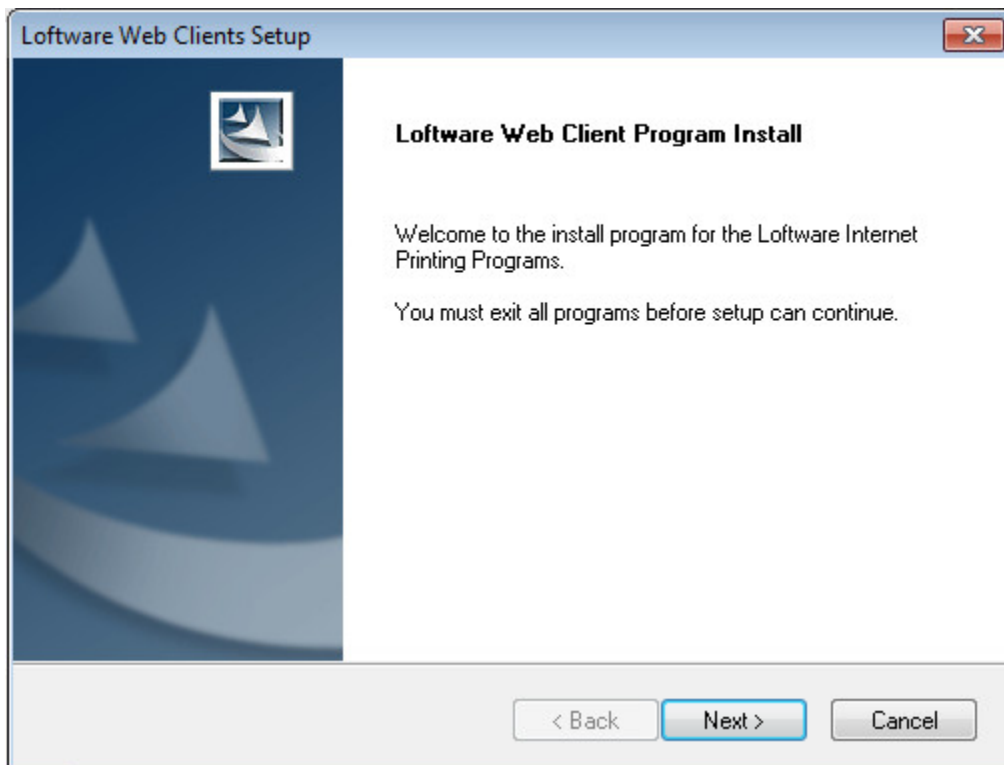 Loftware Web Clients Setup
Loftware Web Client Program Install
Welcome to the install program for the Loftware Internet
Printing Programs.
You must exit all programs before setup can continue.
< Back
Next >
Cancel